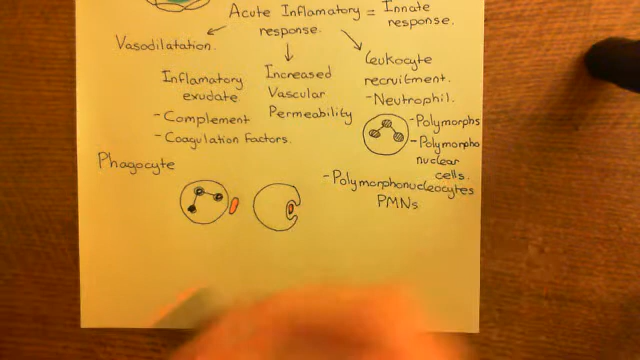 Acute Inflamatory = Innate
response. response.
Vasodilatation.
Inflamatory
exudate.
- Complement
- Coagulation Factors.
Increased
Vascular
Permeability
Leukocyte
recruitment.
- Neutrophil.
- Polymorphs
- Polymorpho
nuclear
cells.
- Polymorphonucleocytes
PMNs
Phagocyte